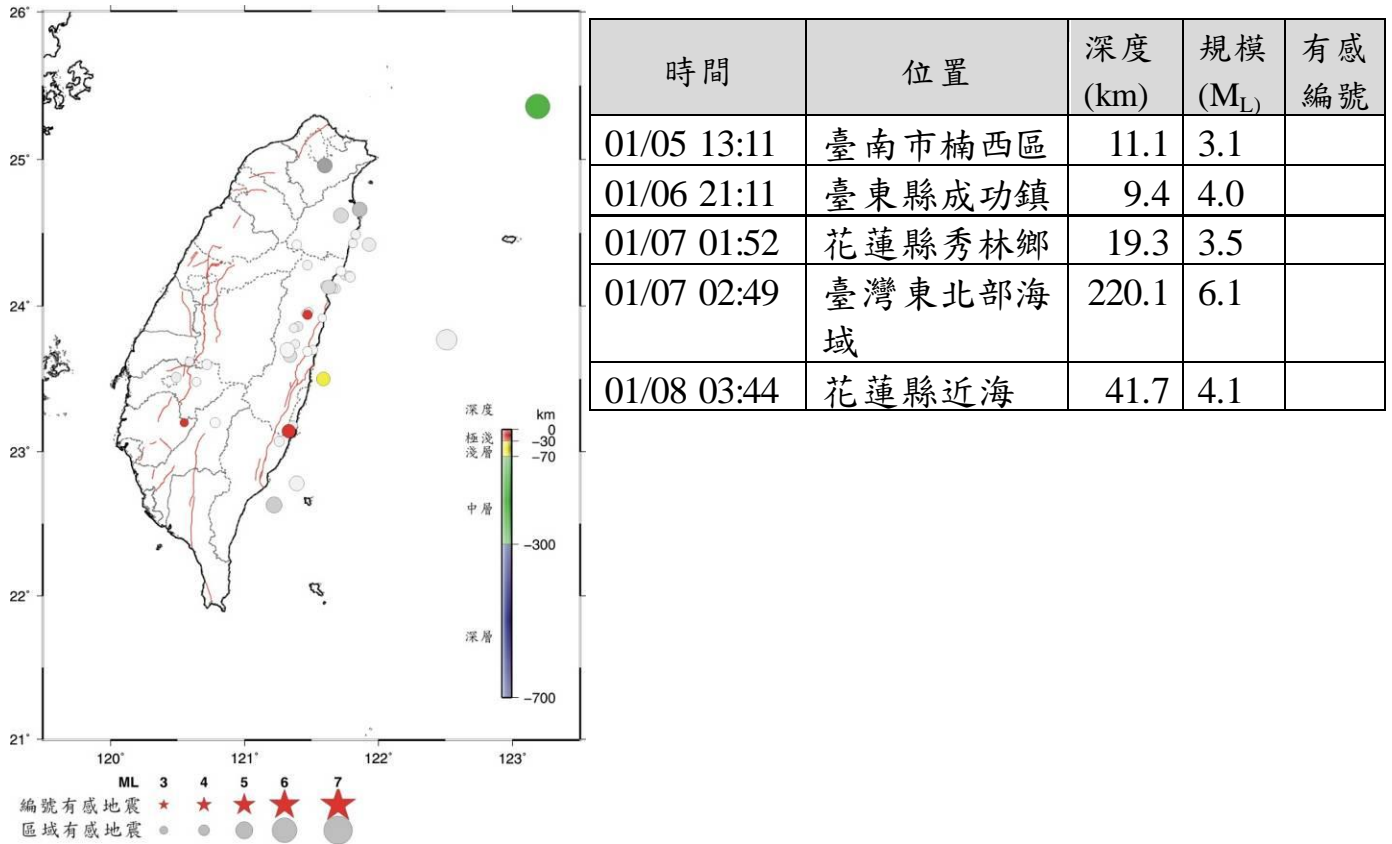 26°
25°
24°
23°
22°
21°
120°
121°
122°
123°
深度
km
極淺
淺層
中層
深層
0
-30
-70
-300
-700
ML 3 4 5 6 7
編號有感地震
區域有感地震
時間 位置 深度 (km) 規模 (ML) 有感編號
01/05 13:11 臺南市楠西區 11.1 3.1
01/06 21:11 臺東縣成功鎮 9.4 4.0
01/07 01:52 花蓮縣秀林鄉 19.3 3.5
01/07 02:49 臺灣東北部海域 220.1 6.1
01/08 03:44 花蓮縣近海 41.7 4.1